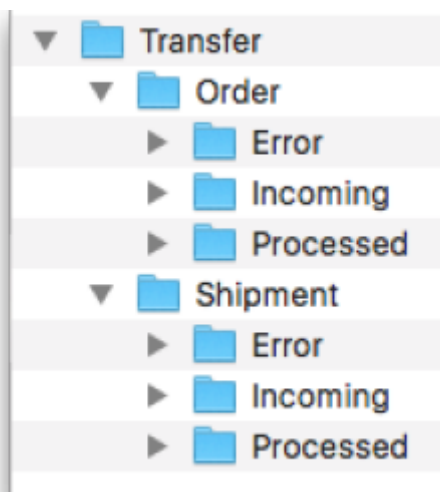 Transfer
Order
Error
Incoming
Processed
Shipment
Error
Incoming
Processed